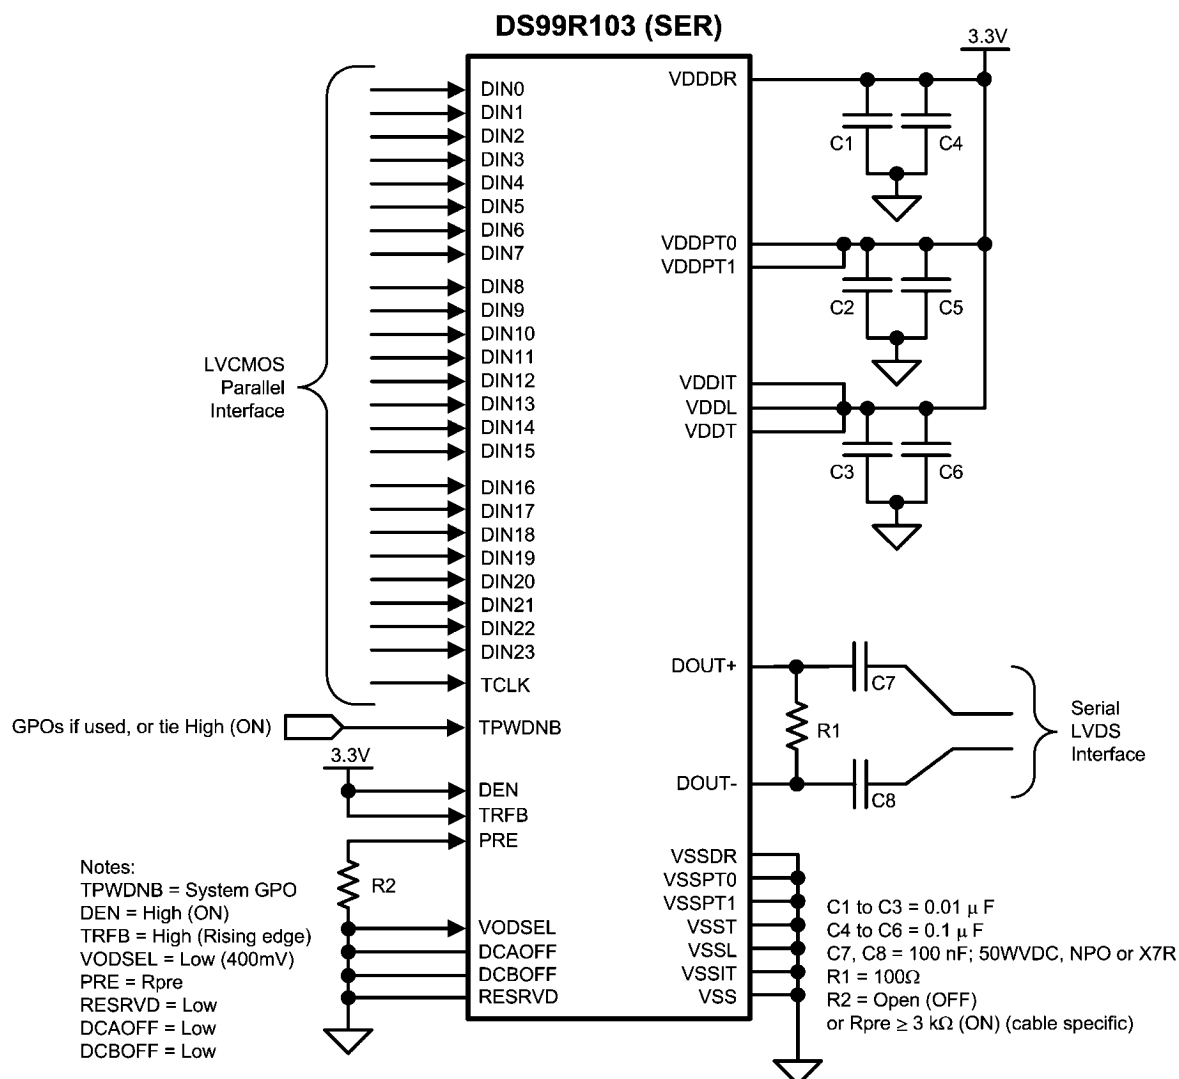 DS99R103 (SER)
3.3V
VDDDR
C1
C4
DIN0
DIN1
DIN2
DIN3
DIN4
DIN5
DIN6
DIN7
DIN8
DIN9
DIN10
DIN11
DIN12
DIN13
DIN14
DIN15
DIN16
DIN17
DIN18
DIN19
DIN20
DIN21
DIN22
DIN23
TCLK
LVCMOS
Parallel
Interface
VDDPT0
VDDPT1
C2
C5
VDDIT
VDDL
VDDT
C3
C6
DOUT+
C7
R1
DOUT-
C8
Serial
LVDS
Interface
GPOs if used, or tie High (ON)
TPWDNB
3.3V
DEN
TRFB
PRE
R2
VODSEL
DCAOFF
DCBOFF
RESRVD
VSSDR
VSSPT0
VSSPT1
VSST
VSSL
VSSIT
VSS
Notes:
TPWDNB = System GPO
DEN = High (ON)
TRFB = High (Rising edge)
VODSEL = Low (400mV)
PRE = Rpre
RESRVD = Low
DCAOFF = Low
DCBOFF = Low
C1 to C3 = 0.01 μ F
C4 to C6 = 0.1 μ F
C7, C8 = 100 nF; 50WVDC, NPO or X7R
R1 = 100Ω
R2 = Open (OFF)
or Rpre ≥ 3 kΩ (ON) (cable specific)